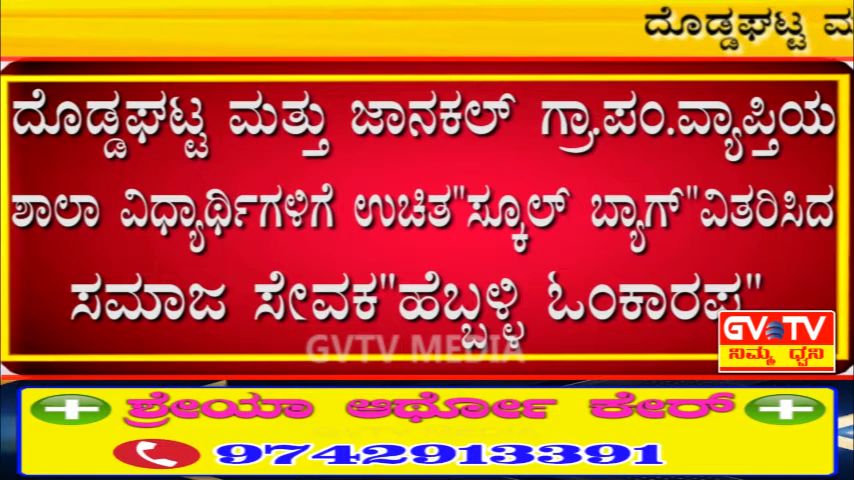 ದೊಡ್ಡಘಟ್ಟ
ದೊಡ್ಡಘಟ್ಟ ಮತ್ತು ಜಾನಕಲ್ ಗ್ರಾ.ಪಂ.ವ್ಯಾಪ್ತಿಯ
ಶಾಲಾ ವಿಧ್ಯಾರ್ಥಿಗಳಿಗೆ ಉಚಿತ"ಸ್ಕೂಲ್ ಬ್ಯಾಗ್"ವಿತರಿಸಿದ
ಸಮಾಜ ಸೇವಕ"ಹೆಬ್ಬಳ್ಳಿ ಓಂಕಾರಪ್ಪ"
GVTV MEDIA
GVTV
ನಿಮ್ಮ ಧ್ವನಿ
ಶ್ರೇಯಾ ಆರ್ಥೋ ಕೇರ್
9742913391